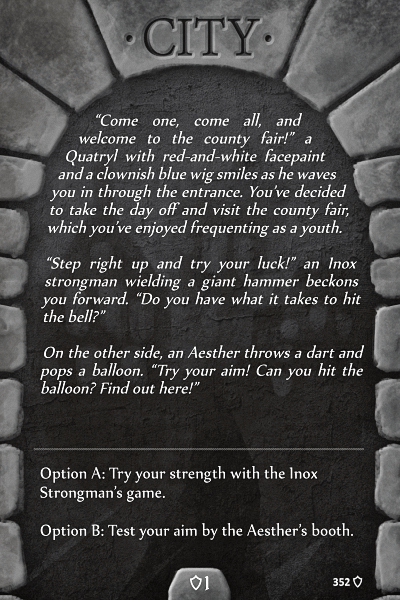 · CITY ·
“Come one, come all, and
welcome to the county fair!” a
Quatryl with red-and-white facepaint
and a clownish blue wig smiles as he waves
you in through the entrance. You’ve decided
to take the day off and visit the county fair,
which you’ve enjoyed frequenting as a youth.
“Step right up and try your luck!” an Inox
strongman wielding a giant hammer beckons
you forward. “Do you have what it takes to hit
the bell?”
On the other side, an Aesther throws a dart and
pops a balloon. “Try your aim! Can you hit the
balloon? Find out here!”
Option A: Try your strength with the Inox
Strongman’s game.
Option B: Test your aim by the Aesther’s booth.
1
352